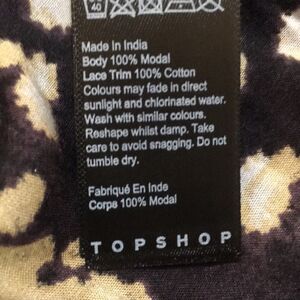 40
Made in India
Body 100% Modal
Lace Trim 100% Cotton
Colours may fade in direct
sunlight and chlorinated water.
Wash with similar colours.
Reshape whilst damp. Take
care to avoid snagging. Do not
tumble dry.
Fabriqué En Inde
Corps 100% Modal
TOPSHOP